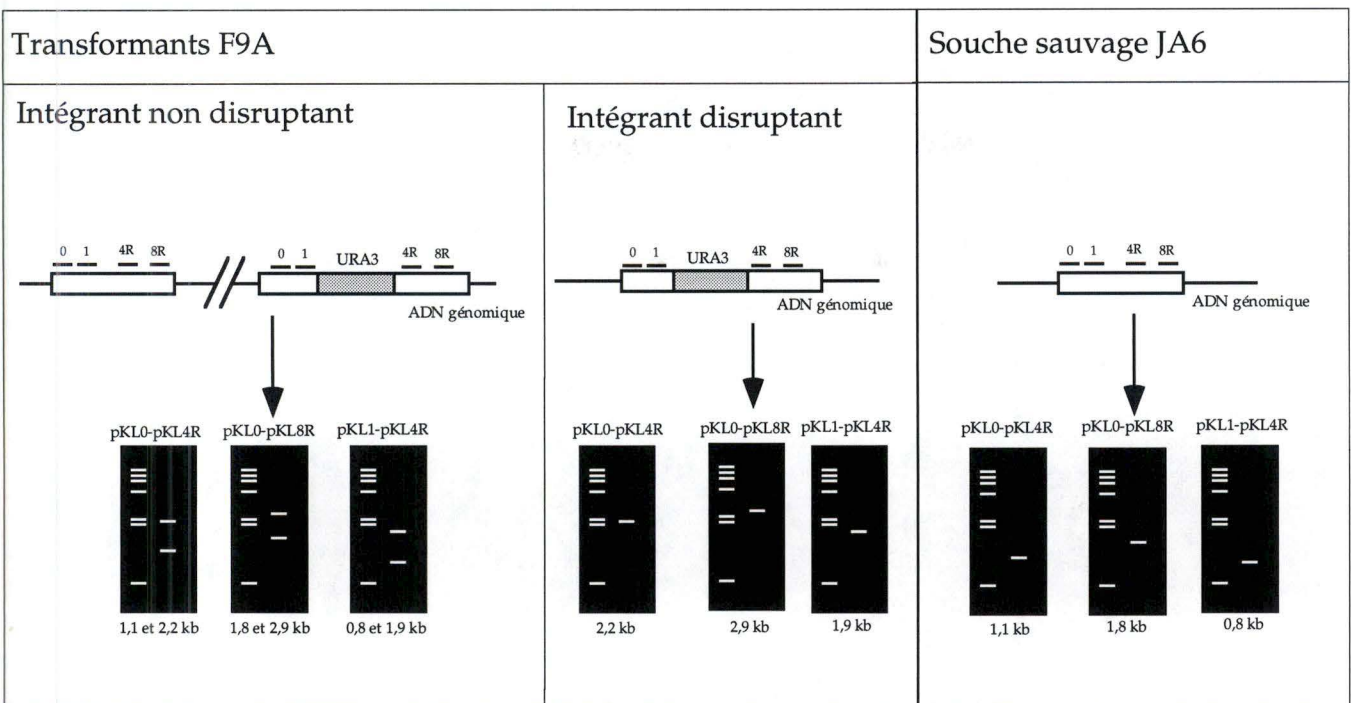 Transformants F9A
Souche sauvage JA6
Intégrant non disruptant
Intégrant disruptant
0 1 4R 8R
0 1 URA3 4R 8R
ADN génomique
0 1 URA3 4R 8R
ADN génomique
0 1 4R 8R
ADN génomique
pKL0-pKL4R pKL0-pKL8R pKL1-pKL4R
1,1 et 2,2 kb 1,8 et 2,9 kb 0,8 et 1,9 kb
pKL0-pKL4R pKL0-pKL8R pKL1-pKL4R
2,2 kb 2,9 kb 1,9 kb
pKL0-pKL4R pKL0-pKL8R pKL1-pKL4R
1,1 kb 1,8 kb 0,8 kb